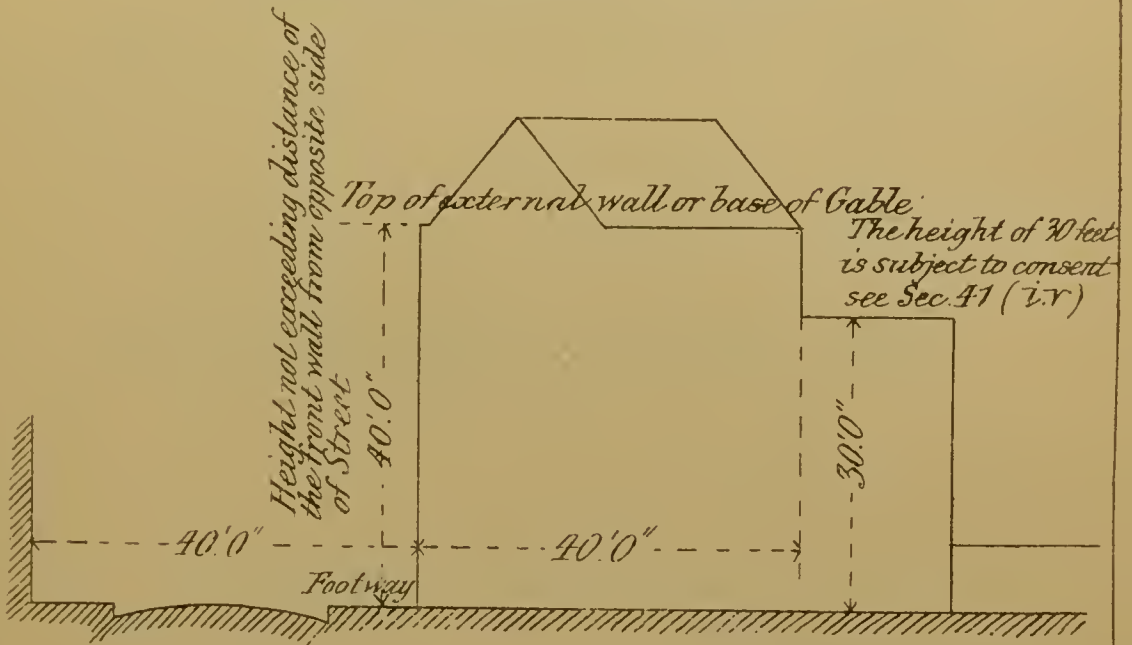 Height not exceeding distance of
the front wall from opposite side
of Street
Top of external wall or base of Gable
The height of 30 feet
is subject to consent
see Sec. 41 (i.v)
40'.0"
30'.0"
40'.0"
40'.0"
Footway